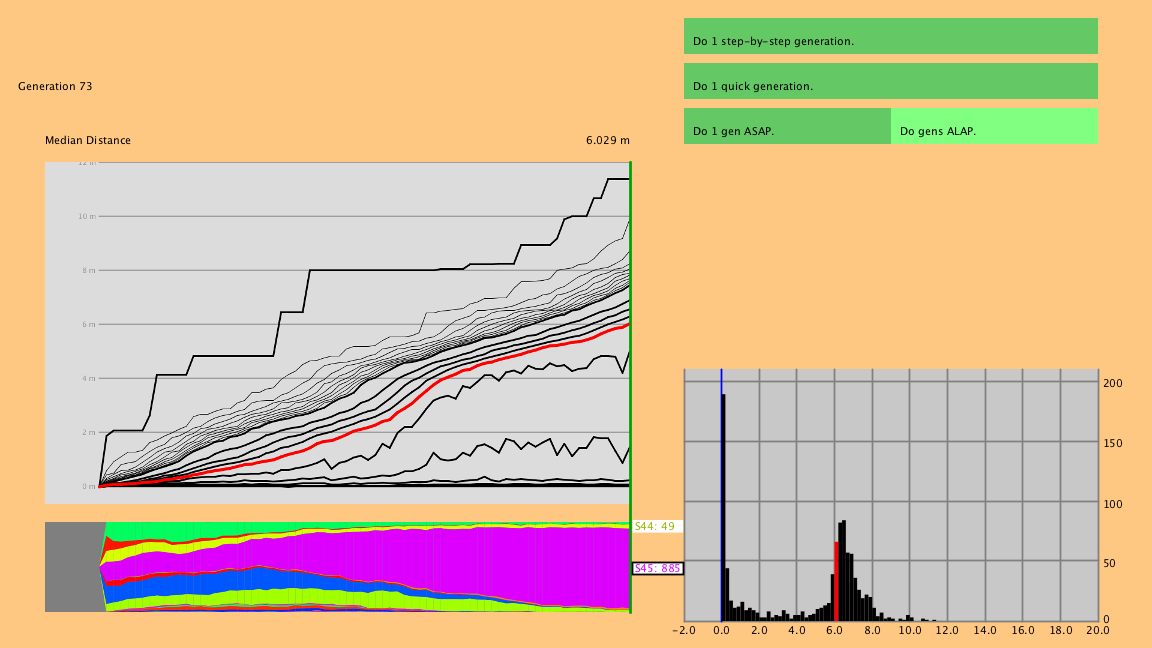 Do 1 step-by-step generation.
Generation 73
Do 1 quick generation.
Do 1 gen ASAP.
Do gens ALAP.
Median Distance
6.029 m
12 m
10 m
8 m
6 m
4 m
2 m
0 m
S44: 49
S45: 885
200
150
100
50
0
-2.0 0.0 2.0 4.0 6.0 8.0 10.0 12.0 14.0 16.0 18.0 20.0